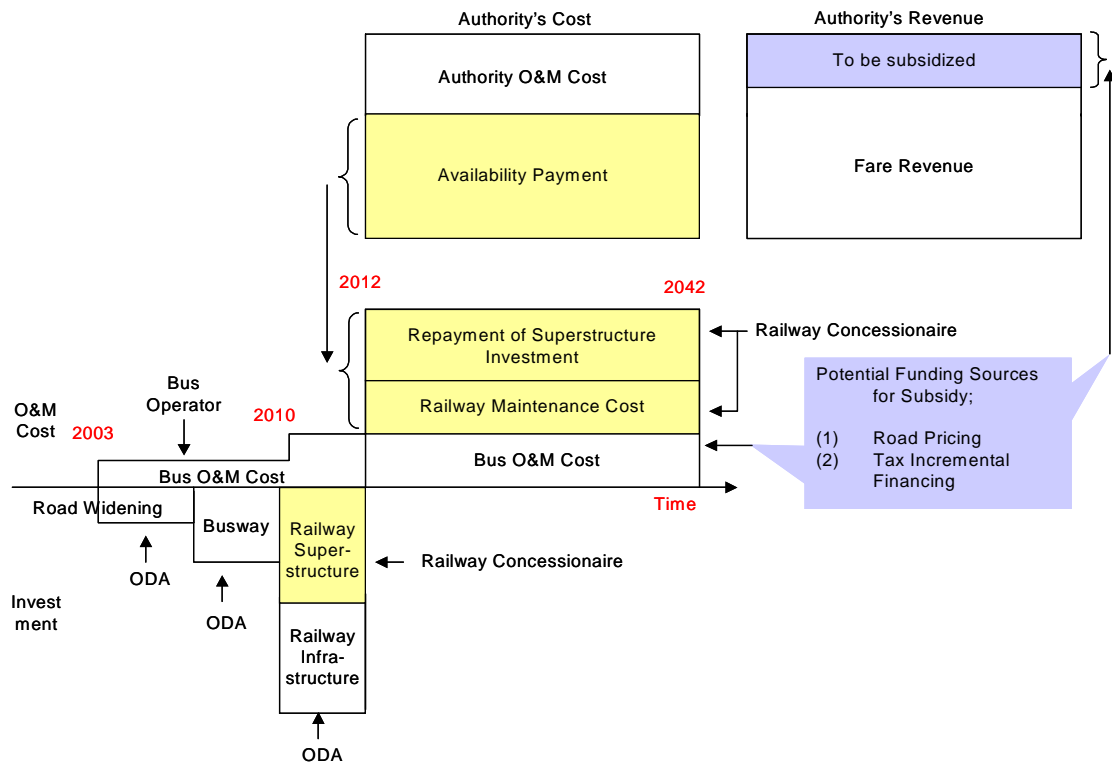 Authority's Cost
Authority's Revenue
Authority O&M Cost
To be subsidized
Availability Payment
Fare Revenue
2012
2042
Repayment of Superstructure
Investment
Railway Concessionaire
Railway Maintenance Cost
Potential Funding Sources
for Subsidy;
(1) Road Pricing
(2) Tax Incremental
Financing
Bus
Operator
O&M
Cost
2003
2010
Bus O&M Cost
Bus O&M Cost
Road Widening
Time
Busway
Railway
Super-
structure
Railway Concessionaire
ODA
ODA
Invest
ment
Railway
Infra-
structure
ODA